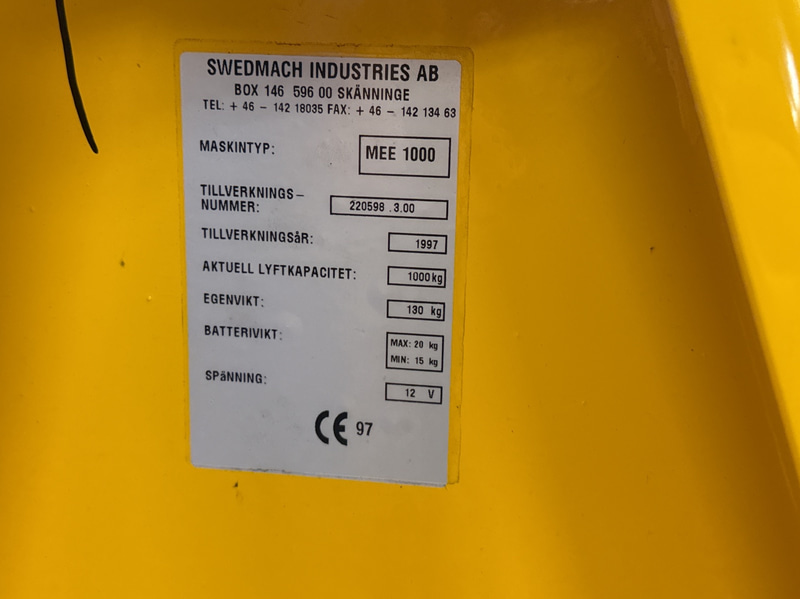 SWEDMACH INDUSTRIES AB
BOX 146 596 00 SKÄNNINGE
TEL: + 46 – 142 18035 FAX: + 46 – 142 134 63
MASKINTYP: MEE 1000
TILLVERKNINGS–
NUMMER: 220598 .3.00
TILLVERKNINGSåR: 1997
AKTUELL LYFTKAPACITET: 1000 kg
EGENVIKT: 130 kg
BATTERIVIKT: MAX: 20 kg
MIN: 15 kg
SPäNNING: 12 V
CE 97